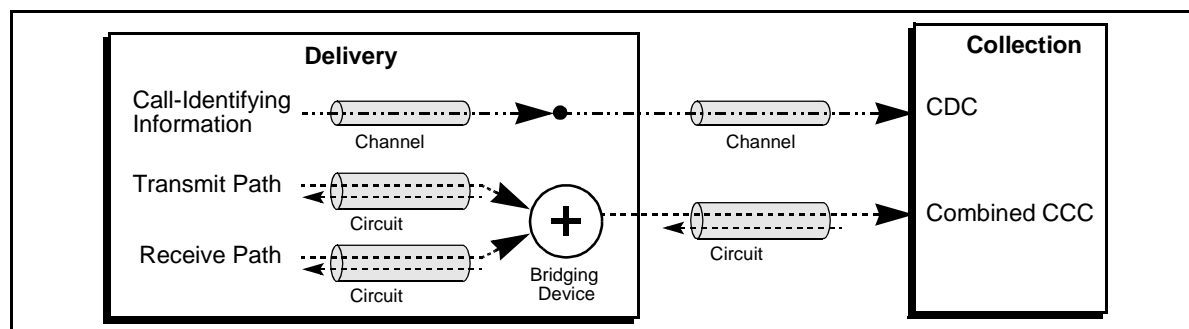 Delivery
Collection
Call-Identifying
Information
Channel
Channel
CDC
Transmit Path
Circuit
+
Combined CCC
Circuit
Receive Path
Circuit
Bridging
Device